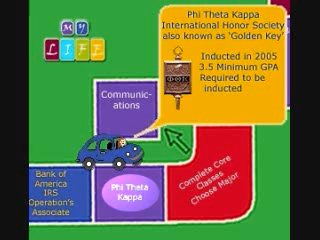 MY
LIFE
Phi Theta Kappa
International Honor Society
also known as 'Golden Key'
Inducted in 2005
3.5 Minimum GPA
Required to be
inducted
ΦΘΚ
Communic-
ations
Complete Core
Classes
Choose Major
Bank of
America
IRS
Operation's
Associate
Phi Theta
Kappa